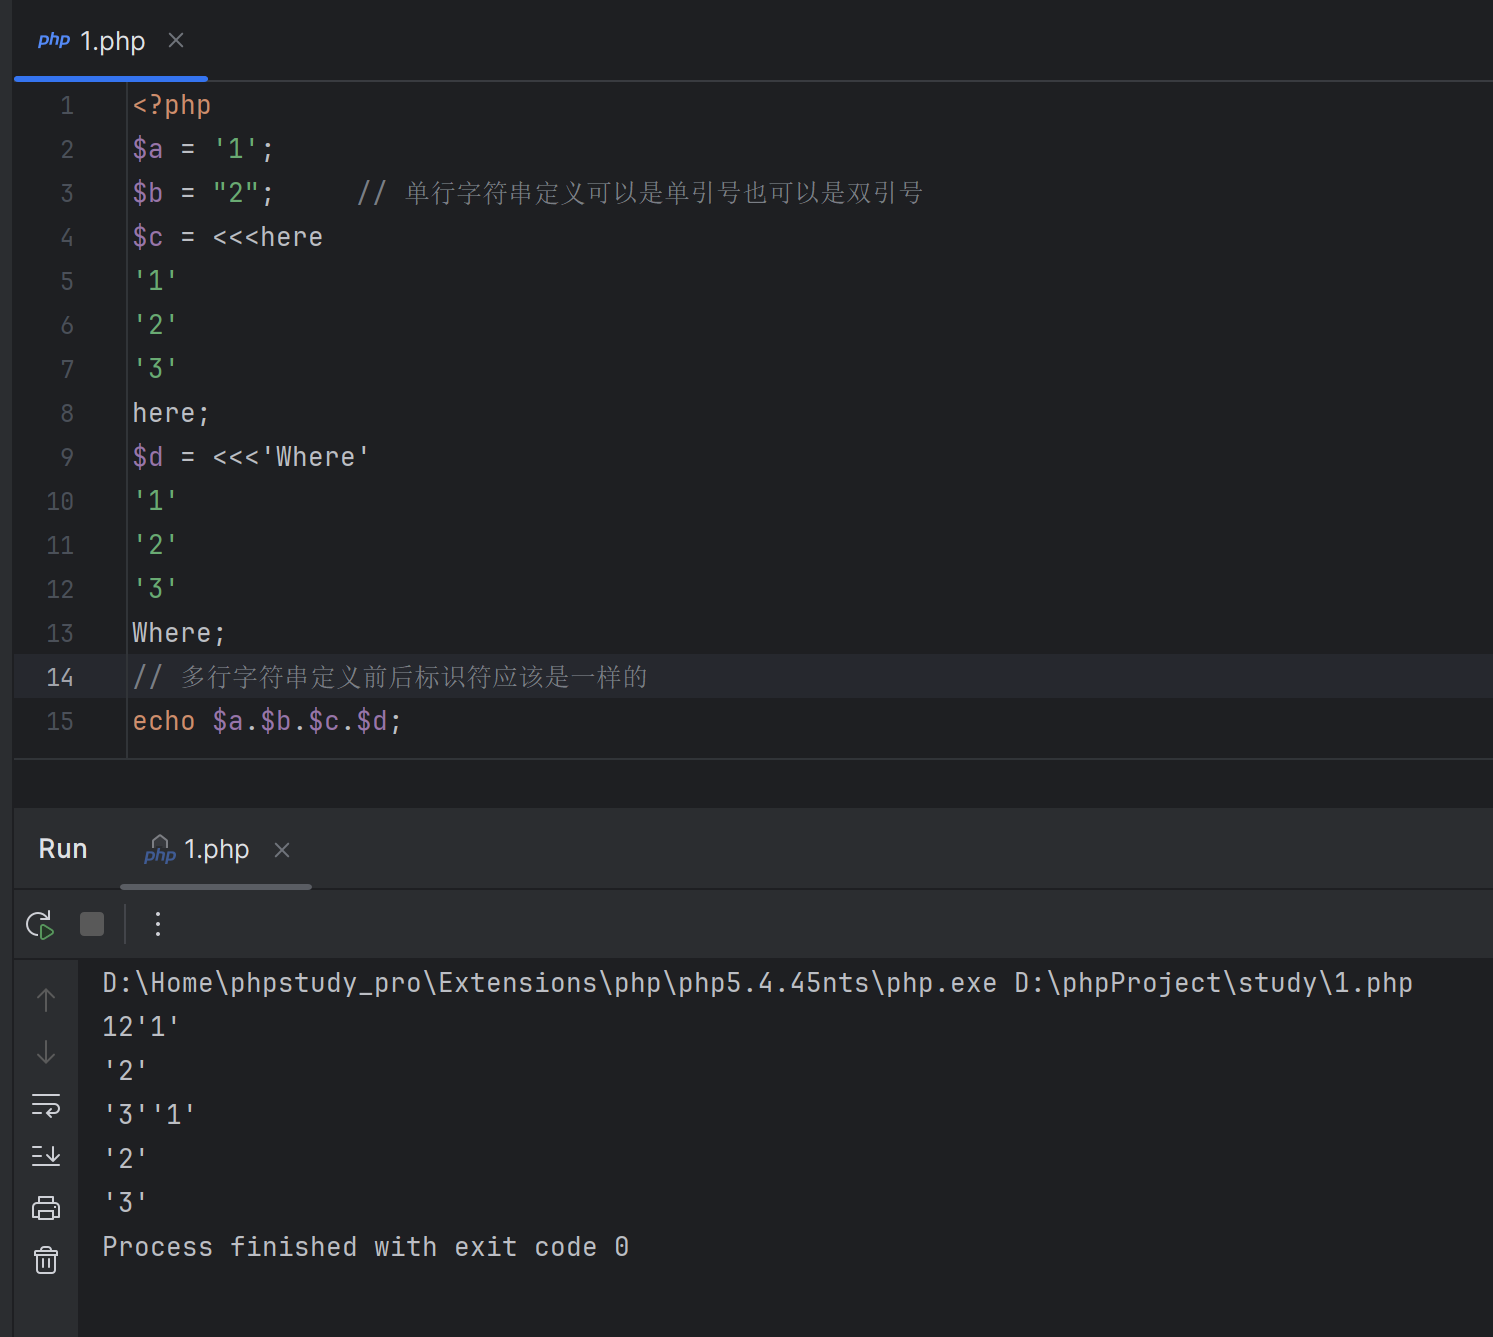 php 1.php
1 <?php
2 $a = '1';
3 $b = "2";     // 单行字符串定义可以是单引号也可以是双引号
4 $c = <<<here
5 '1'
6 '2'
7 '3'
8 here;
9 $d = <<<'Where'
10 '1'
11 '2'
12 '3'
13 Where;
14 // 多行字符串定义前后标识符应该是一样的
15 echo $a.$b.$c.$d;
Run php 1.php
D:\Home\phpstudy_pro\Extensions\php\php5.4.45nts\php.exe D:\phpProject\study\1.php
12'1'
'2'
'3''1'
'2'
'3'
Process finished with exit code 0